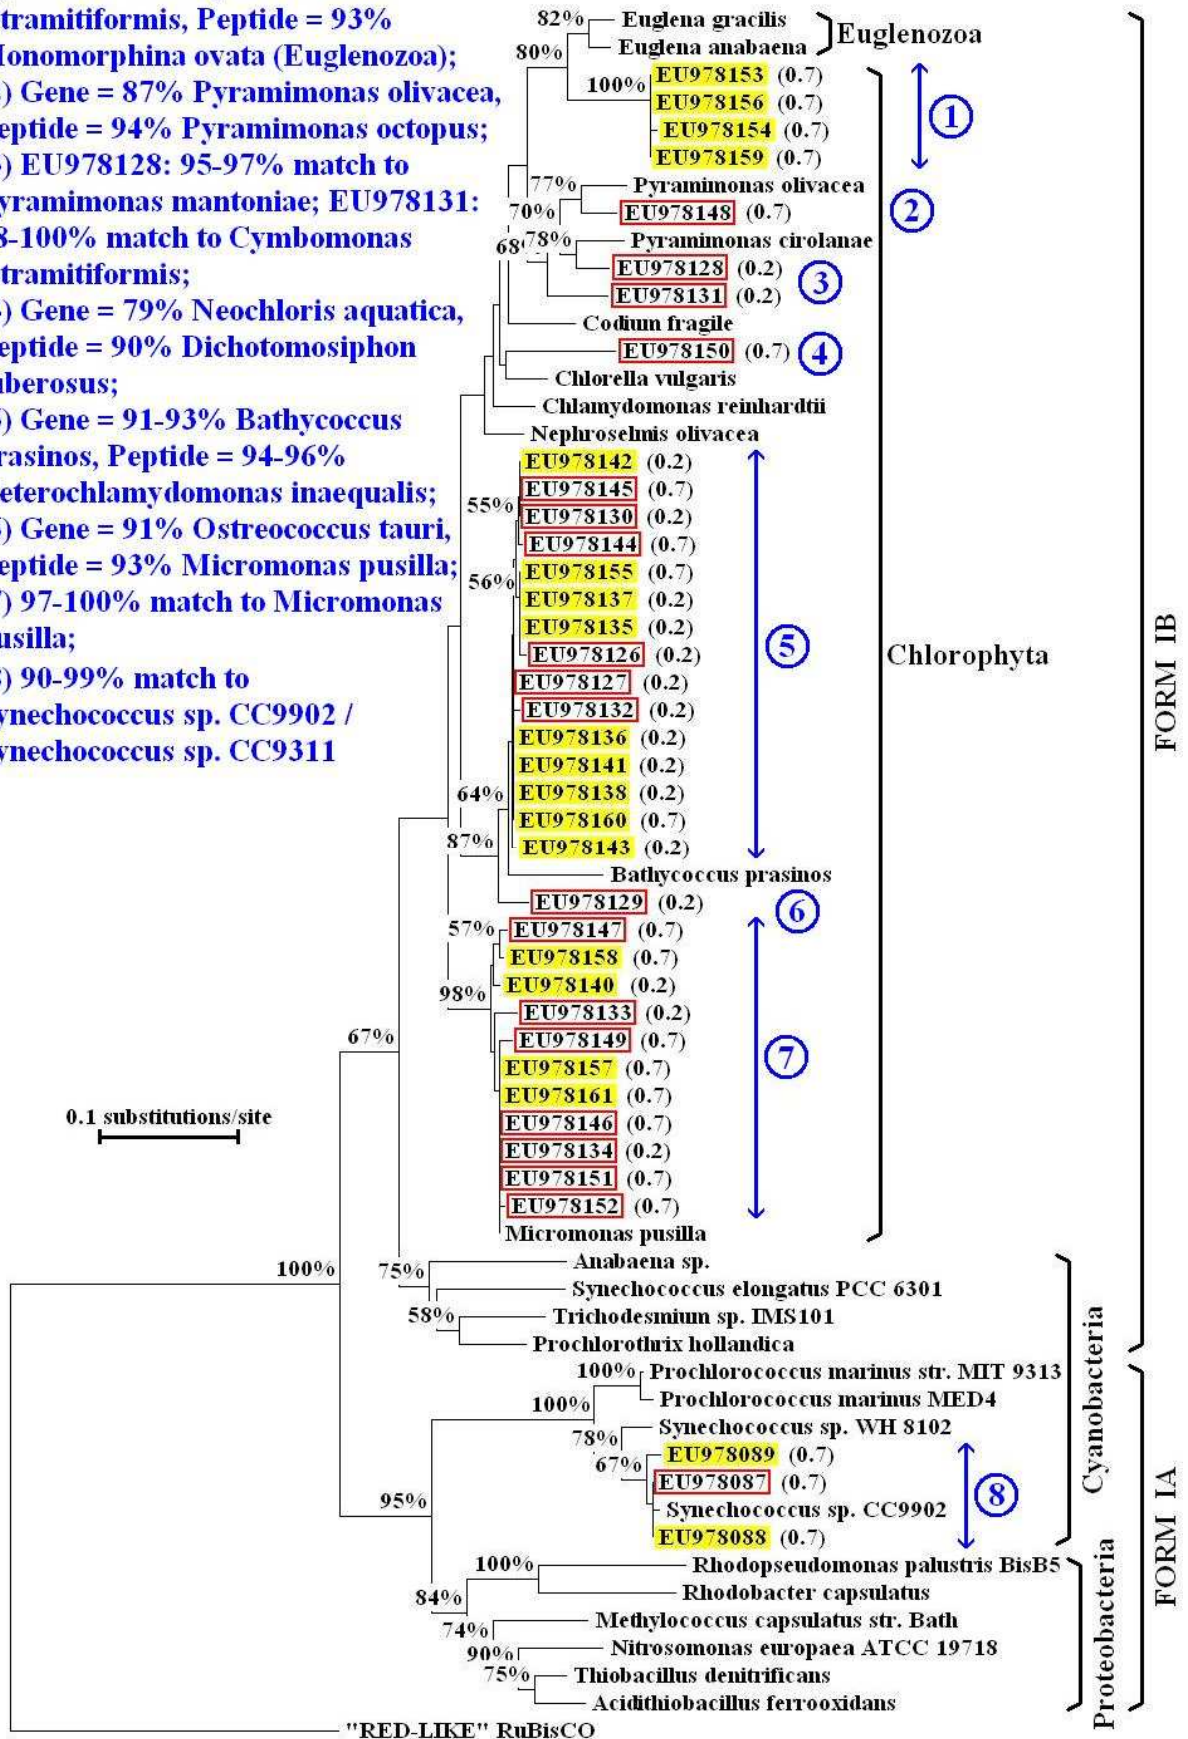 tramitiformis, Peptide = 93%
onomorphina ovata (Euglenozoa);
) Gene = 87% Pyramimonas olivacea,
eptide = 94% Pyramimonas octopus;
) EU978128: 95-97% match to
yramimonas mantoniae; EU978131:
8-100% match to Cymbomonas
tramitiformis;
) Gene = 79% Neochloris aquatica,
eptide = 90% Dichotomosiphon
uberosus;
) Gene = 91-93% Bathycoccus
rasinos, Peptide = 94-96%
eterochlamydomonas inaequalis;
) Gene = 91% Ostreococcus tauri,
eptide = 93% Micromonas pusilla;
) 97-100% match to Micromonas
usilla;
) 90-99% match to
ynechococcus sp. CC9902 /
ynechococcus sp. CC9311
82% Euglena gracilis
Euglena anabaena
Euglenozoa
80%
100% EU978153 (0.7)
EU978156 (0.7)
1
EU978154 (0.7)
EU978159 (0.7)
77% Pyramimonas olivacea
2
70% EU978148 (0.7)
68% 78% Pyramimonas cirolanae
EU978128 (0.2)
3
EU978131 (0.2)
Codium fragile
EU978150 (0.7) 4
Chlorella vulgaris
Chlamydomonas reinhardtii
Nephroselmis olivacea
EU978142 (0.2)
55% EU978145 (0.7)
EU978130 (0.2)
EU978144 (0.7)
56% EU978155 (0.7)
EU978137 (0.2)
EU978135 (0.2)
5
EU978126 (0.2)
Chlorophyta
EU978127 (0.2)
EU978132 (0.2)
EU978136 (0.2)
EU978141 (0.2)
64% EU978138 (0.2)
EU978160 (0.7)
87% EU978143 (0.2)
Bathycoccus prasinos
EU978129 (0.2) 6
57% EU978147 (0.7)
EU978158 (0.7)
98% EU978140 (0.2)
EU978133 (0.2)
67% EU978149 (0.7)
7
EU978157 (0.7)
EU978161 (0.7)
0.1 substitutions/site
EU978146 (0.7)
EU978134 (0.2)
EU978151 (0.7)
EU978152 (0.7)
Micromonas pusilla
FORM IB
100% 75% Anabaena sp.
Synechococcus elongatus PCC 6301
58% Trichodesmium sp. IMS101
Prochlorothrix hollandica
100% Prochlorococcus marinus str. MIT 9313
100% Prochlorococcus marinus MED4
78% Synechococcus sp. WH 8102
67% EU978089 (0.7)
EU978087 (0.7)
8
95% Synechococcus sp. CC9902
EU978088 (0.7)
Cyanobacteria
100% Rhodopseudomonas palustris BisB5
84% Rhodobacter capsulatus
74% Methylococcus capsulatus str. Bath
90% Nitrosomonas europaea ATCC 19718
75% Thiobacillus denitrificans
Acidithiobacillus ferrooxidans
Proteobacteria
FORM IA
"RED-LIKE" RuBisCO